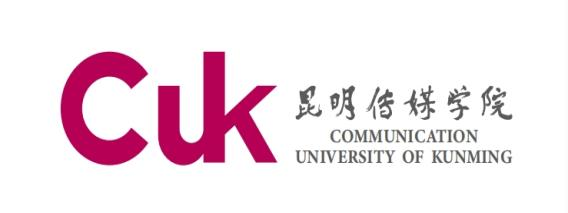 Cuk
昆明传媒学院
COMMUNICATION
UNIVERSITY OF KUNMING